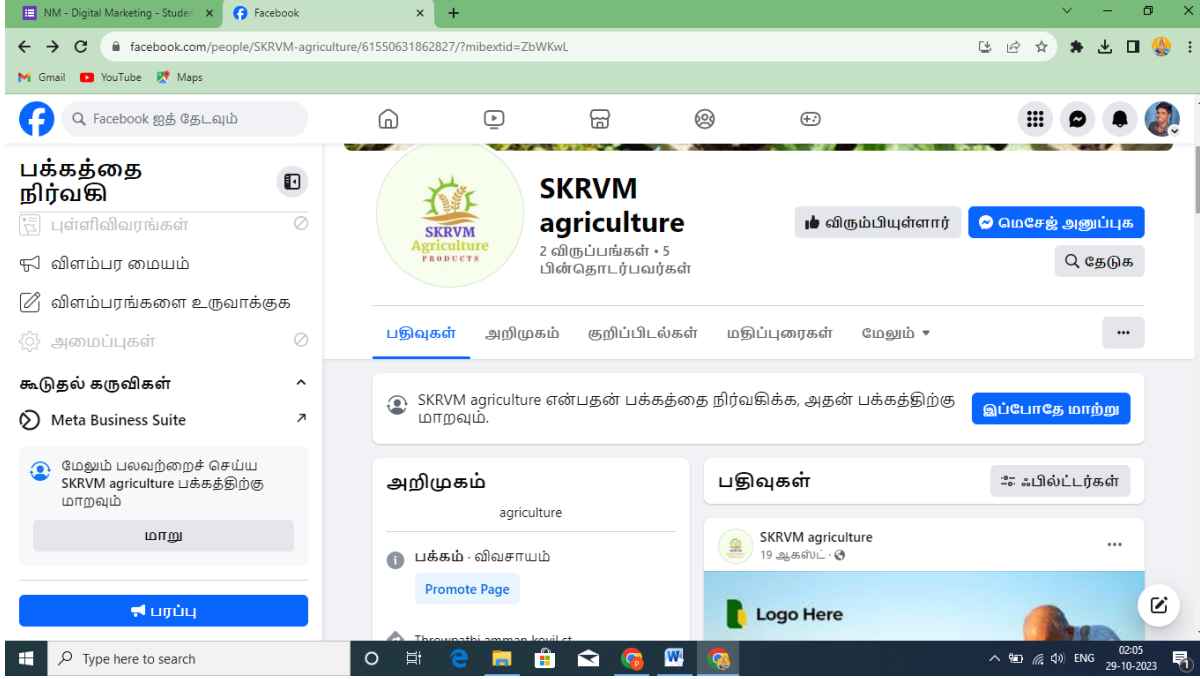 NM - Digital Marketing - Studen
Facebook
facebook.com/people/SKRVM-agriculture/61550631862827/?mibextid=ZbWKwL
Gmail
YouTube
Maps
Facebook ஐத் தேடவும்
பக்கத்தை
நிர்வகி
புள்ளிவிவரங்கள்
விளம்பர மையம்
விளம்பரங்களை உருவாக்குக
அமைப்புகள்
கூடுதல் கருவிகள்
Meta Business Suite
மேலும் பலவற்றைச் செய்ய
SKRVM agriculture பக்கத்திற்கு
மாறவும்
மாறு
பரப்பு
SKRVM
Agriculture
PRODUCTS
SKRVM
agriculture
2 விருப்பங்கள் • 5
பின்தொடர்பவர்கள்
விரும்பியுள்ளார்
மெசேஜ் அனுப்புக
தேடுக
பதிவுகள்
அறிமுகம்
குறிப்பிடல்கள்
மதிப்புரைகள்
மேலும்
SKRVM agriculture என்பதன் பக்கத்தை நிர்வகிக்க, அதன் பக்கத்திற்கு
மாறவும்.
இப்போதே மாற்று
அறிமுகம்
agriculture
பக்கம் · விவசாயம்
Promote Page
Throwpathi amman kovil st
பதிவுகள்
ஃபில்ட்டர்கள்
SKRVM agriculture
19 ஆகஸ்ட் ·
Logo Here
Type here to search
ENG
02:05
29-10-2023
1